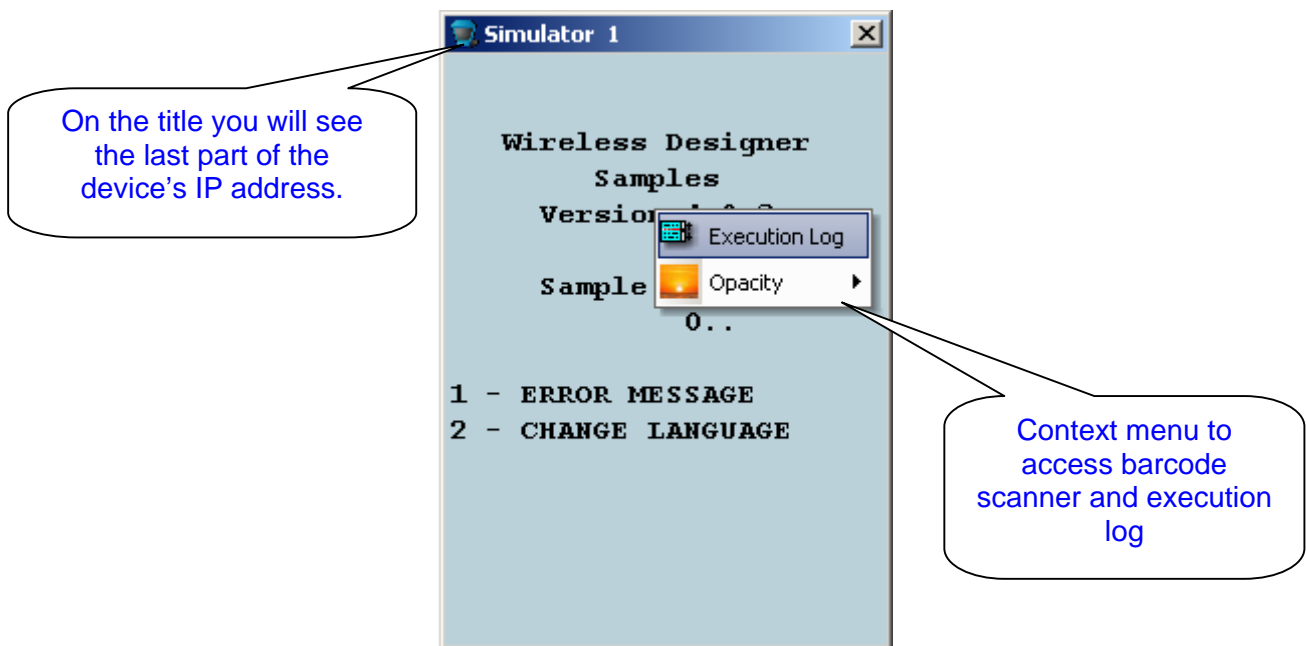 Simulator 1
On the title you will see
the last part of the
device's IP address.
Wireless Designer
Samples
Version
Execution Log
Sample
Opacity
0..
1 - ERROR MESSAGE
2 - CHANGE LANGUAGE
Context menu to
access barcode
scanner and execution
log